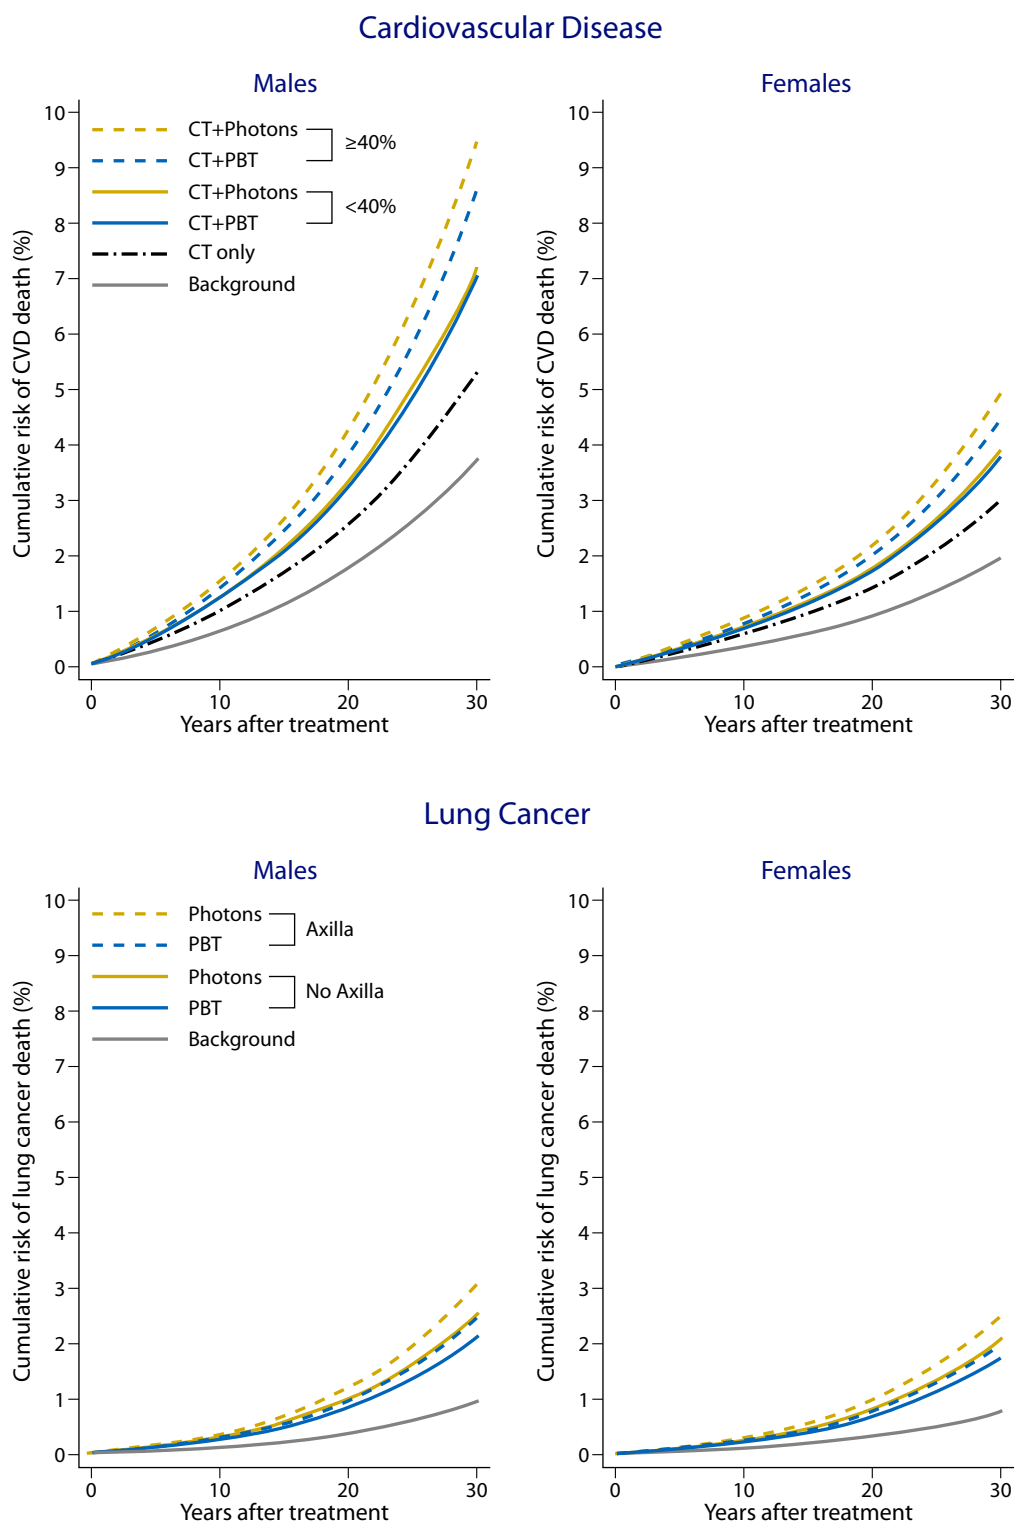 Cardiovascular Disease
Males
Cumulative risk of CVD death (%)
10
9
8
7
6
5
4
3
2
1
0
CT+Photons
CT+PBT
≥40%
CT+Photons
CT+PBT
<40%
CT only
Background
0 10 20 30
Years after treatment
Females
Cumulative risk of CVD death (%)
10
9
8
7
6
5
4
3
2
1
0
0 10 20 30
Years after treatment
Lung Cancer
Males
Cumulative risk of lung cancer death (%)
10
9
8
7
6
5
4
3
2
1
0
Photons
PBT
Axilla
Photons
PBT
No Axilla
Background
0 10 20 30
Years after treatment
Females
Cumulative risk of lung cancer death (%)
10
9
8
7
6
5
4
3
2
1
0
0 10 20 30
Years after treatment